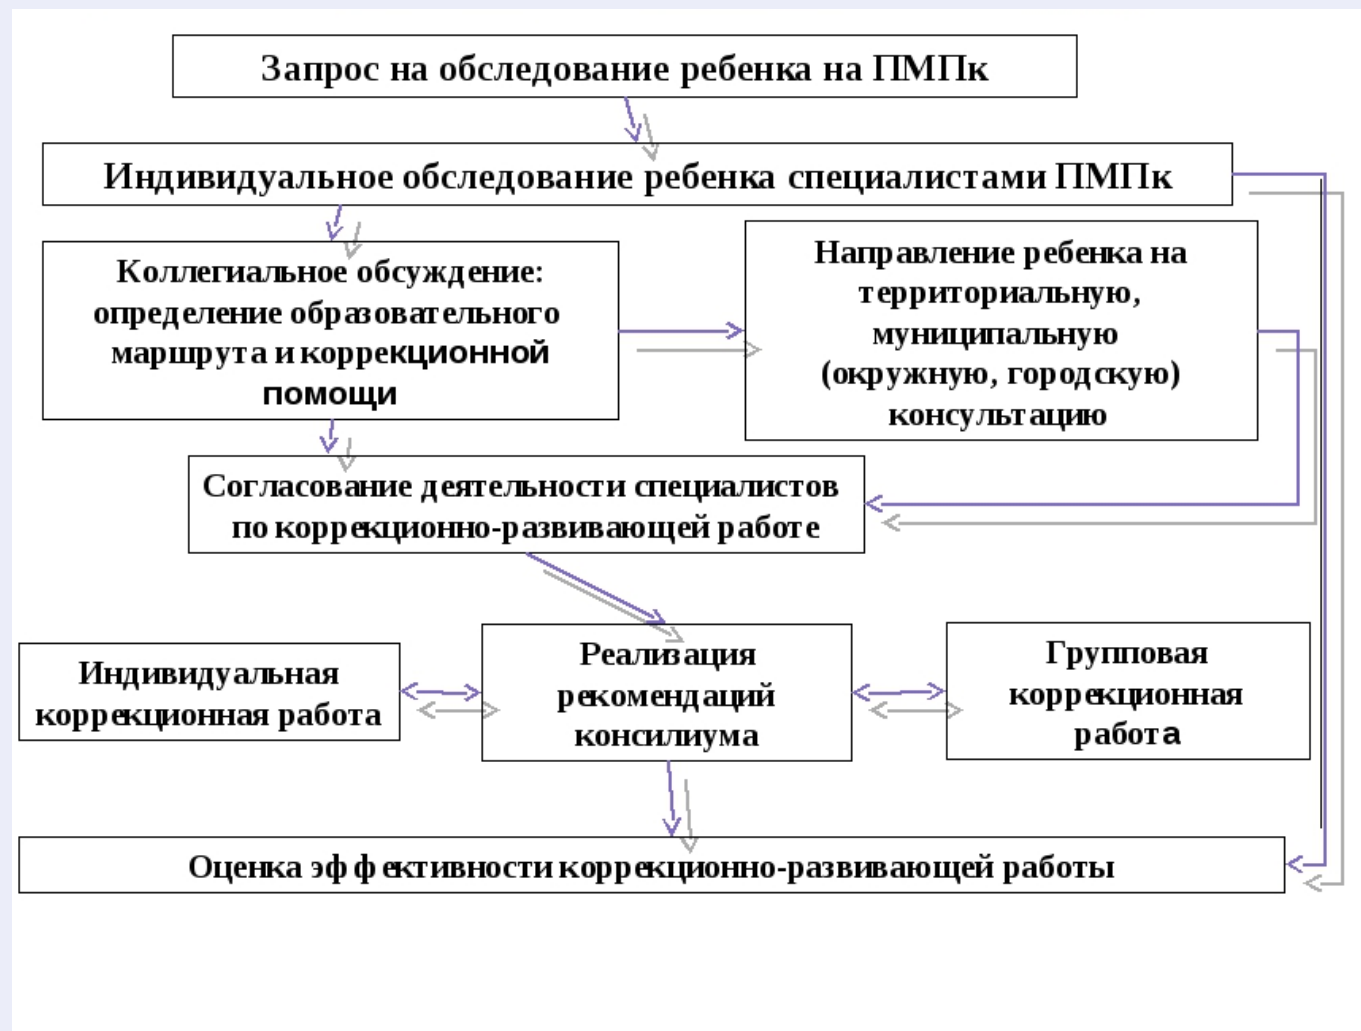 Запрос на обследование ребенка на ПМПк
Индивидуальное обследование ребенка специалистами ПМПк
Коллегиальное обсуждение:
определение образовательного
маршрута и коррекционной
помощи
Направление ребенка на
территориальную,
муниципальную
(окружную, городскую)
консультацию
Согласование деятельности специалистов
по коррекционно-развивающей работе
Индивидуальная
коррекционная работа
Реализация
рекомендаций
консилиума
Групповая
коррекционная
работа
Оценка эффективности коррекционно-развивающей работы